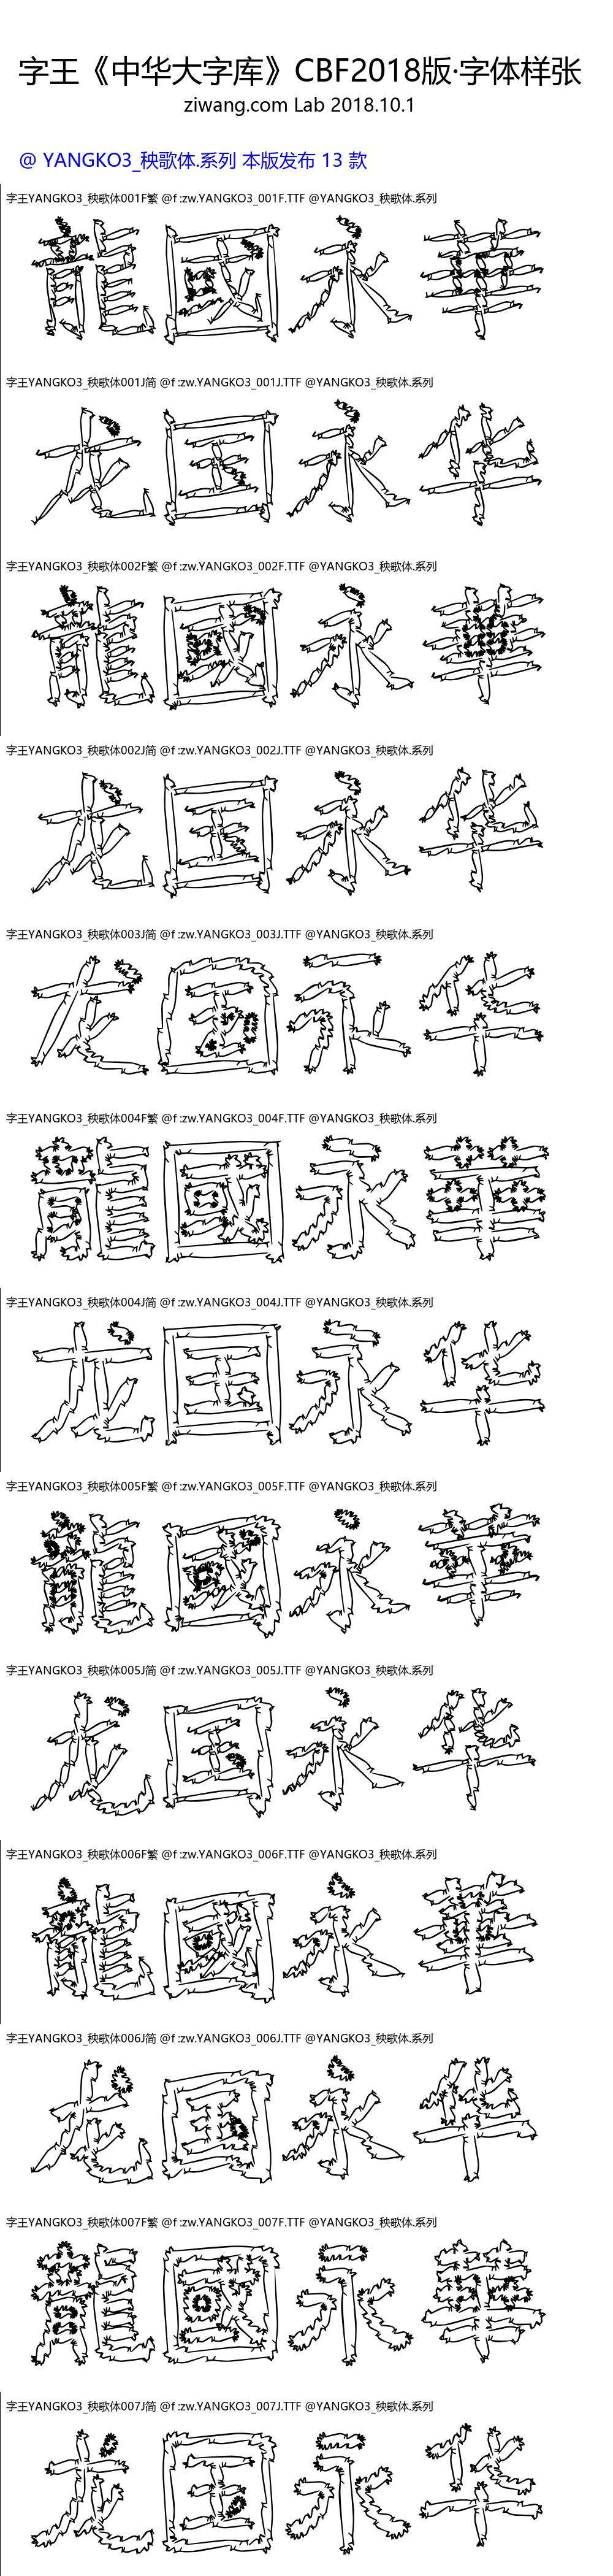 字王《中华大字库》CBF2018版·字体样张
ziwang.com Lab 2018.10.1
@ YANGKO3_秧歌体.系列 本版发布 13 款
字王YANGKO3_秧歌体001F繁 @f :zw.YANGKO3_001F.TTF @YANGKO3_秧歌体.系列
龍國永華
字王YANGKO3_秧歌体001J简 @f :zw.YANGKO3_001J.TTF @YANGKO3_秧歌体.系列
龙国永华
字王YANGKO3_秧歌体002F繁 @f :zw.YANGKO3_002F.TTF @YANGKO3_秧歌体.系列
龍國永華
字王YANGKO3_秧歌体002J简 @f :zw.YANGKO3_002J.TTF @YANGKO3_秧歌体.系列
龙国永华
字王YANGKO3_秧歌体003J简 @f :zw.YANGKO3_003J.TTF @YANGKO3_秧歌体.系列
龙国永华
字王YANGKO3_秧歌体004F繁 @f :zw.YANGKO3_004F.TTF @YANGKO3_秧歌体.系列
龍國永華
字王YANGKO3_秧歌体004J简 @f :zw.YANGKO3_004J.TTF @YANGKO3_秧歌体.系列
龙国永华
字王YANGKO3_秧歌体005F繁 @f :zw.YANGKO3_005F.TTF @YANGKO3_秧歌体.系列
龍國永華
字王YANGKO3_秧歌体005J简 @f :zw.YANGKO3_005J.TTF @YANGKO3_秧歌体.系列
龙国永华
字王YANGKO3_秧歌体006F繁 @f :zw.YANGKO3_006F.TTF @YANGKO3_秧歌体.系列
龍國永華
字王YANGKO3_秧歌体006J简 @f :zw.YANGKO3_006J.TTF @YANGKO3_秧歌体.系列
龙国永华
字王YANGKO3_秧歌体007F繁 @f :zw.YANGKO3_007F.TTF @YANGKO3_秧歌体.系列
龍國永華
字王YANGKO3_秧歌体007J简 @f :zw.YANGKO3_007J.TTF @YANGKO3_秧歌体.系列
龙国永华